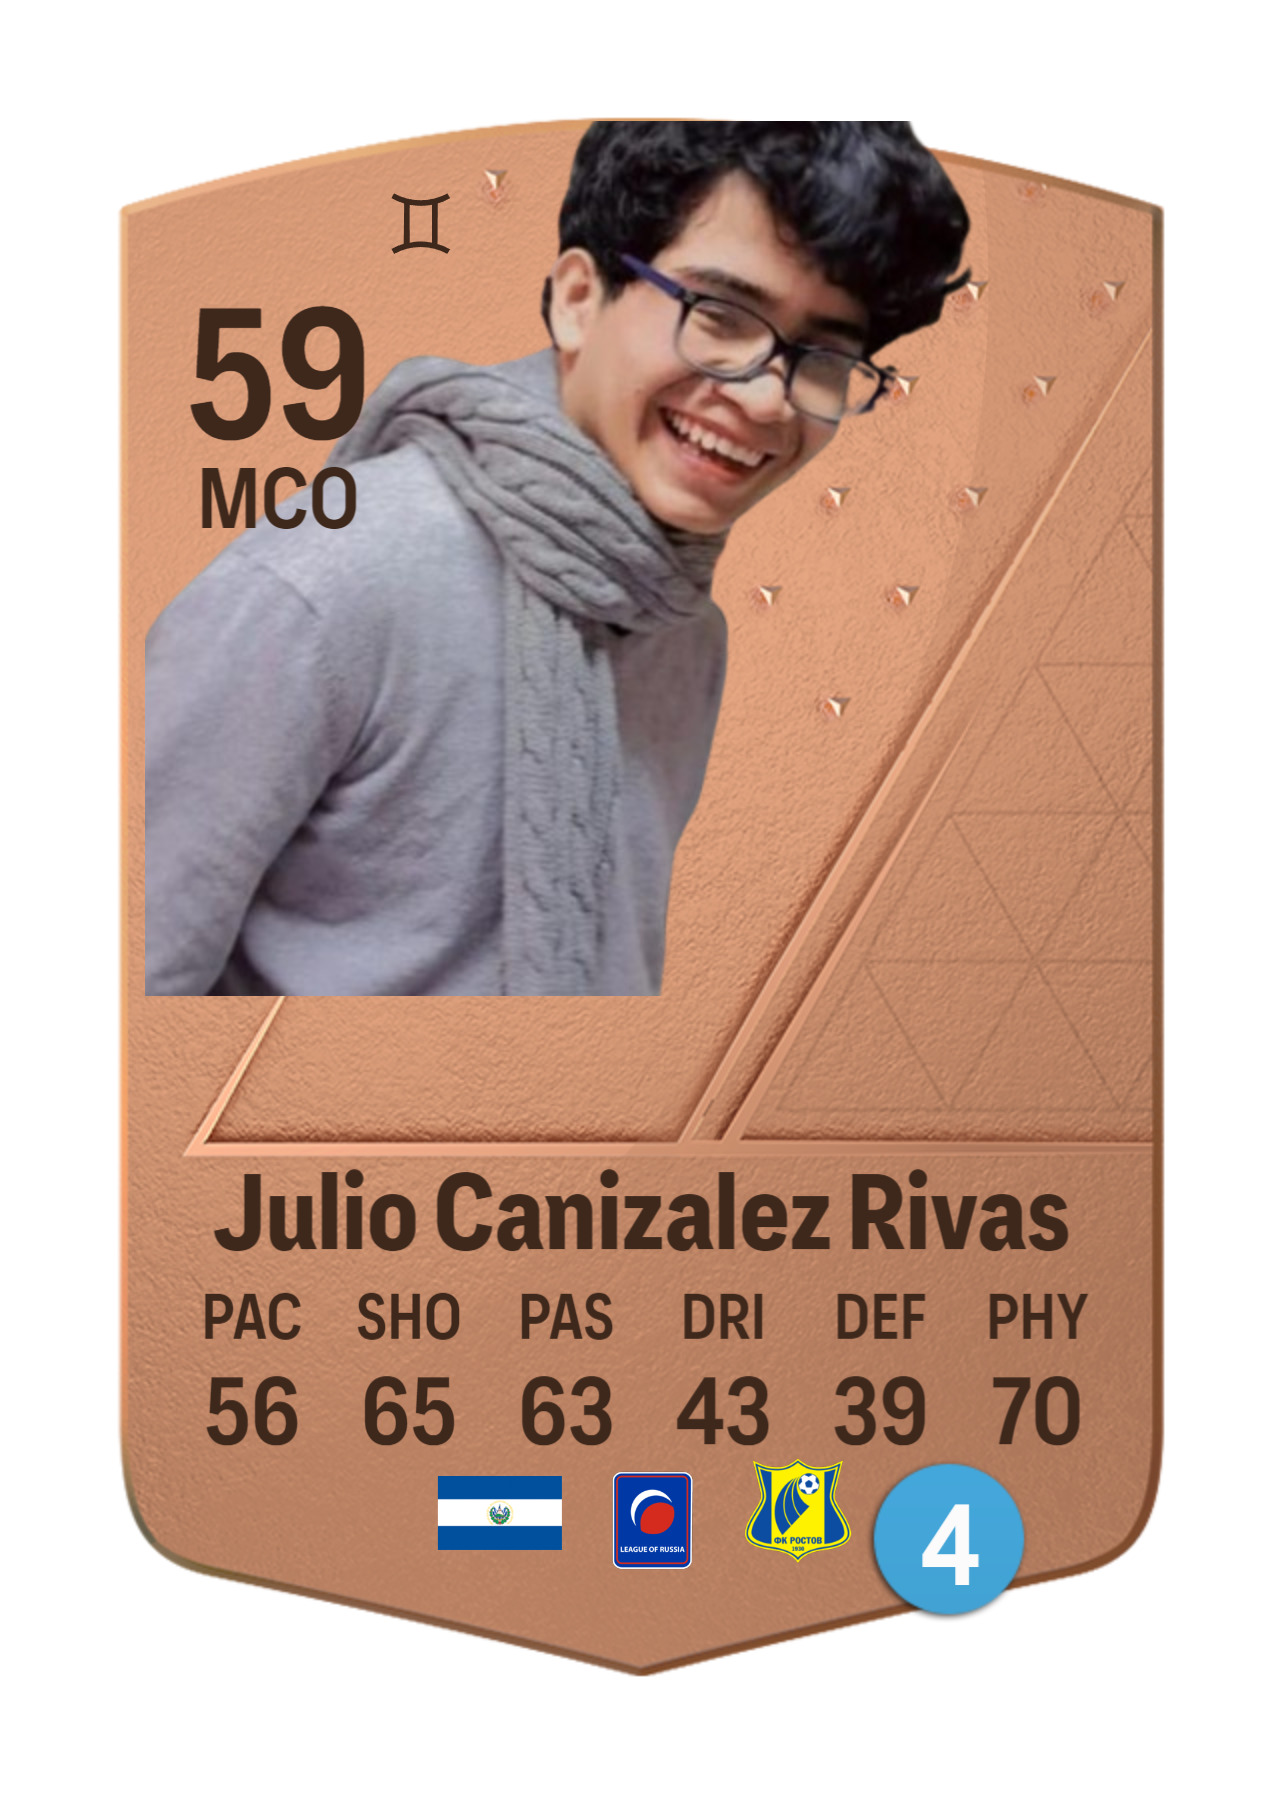 59
MCO
Julio Canizalez Rivas
PAC SHO PAS DRI DEF PHY
56 65 63 43 39 70
LEAGUE OF RUSSIA
ФК РОСТОВ
1930
4